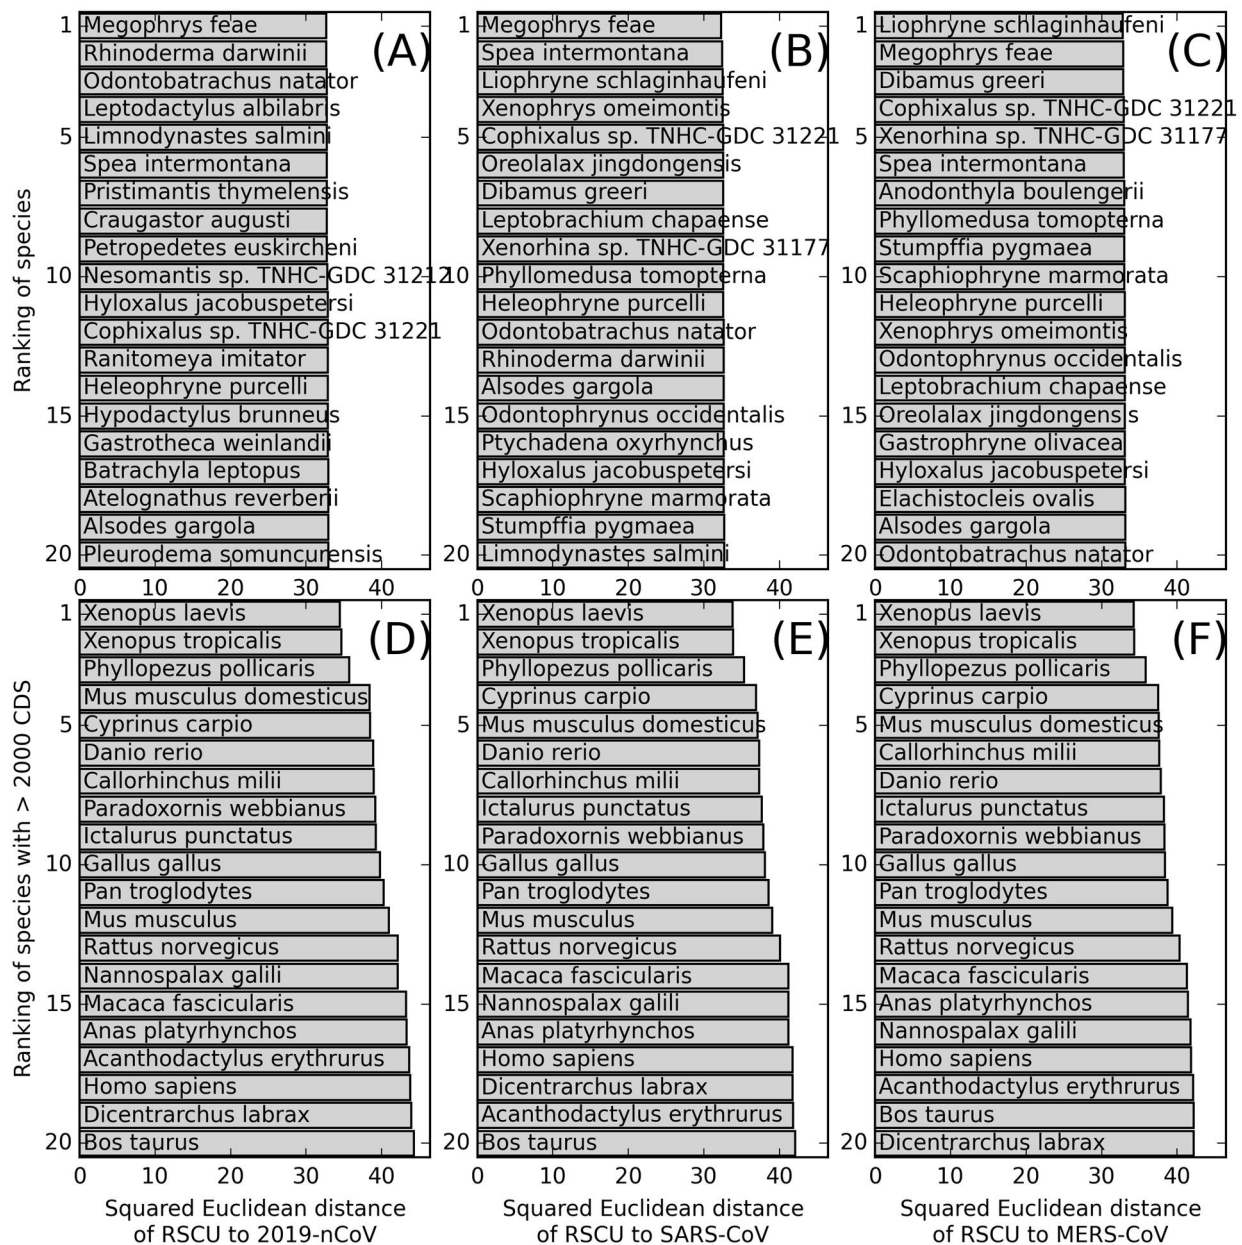 (A)
Ranking of species
1
5
10
15
20
Megophrys feae
Rhinoderma darwinii
Odontobatrachus natator
Leptodactylus albilabris
Limnodynastes salmini
Spea intermontana
Pristimantis thymelensis
Craugastor augusti
Petropedetes euskircheni
Nesomantis sp. TNHC-GDC 31212
Hyloxalus jacobuspetersi
Cophixalus sp. TNHC-GDC 31221
Ranitomeya imitator
Heleophryne purcelli
Hypodactylus brunneus
Gastrotheca weinlandii
Batrachyla leptopus
Atelognathus reverberii
Alsodes gargola
Pleurodema somuncurensis
0 10 20 30 40
(B)
1
5
10
15
20
Megophrys feae
Spea intermontana
Liophryne schlaginhaufeni
Xenophrys omeimontis
Cophixalus sp. TNHC-GDC 31221
Oreolalax jingdongensis
Dibamus greeri
Leptobrachium chapaense
Xenorhina sp. TNHC-GDC 31177
Phyllomedusa tomopterna
Heleophryne purcelli
Odontobatrachus natator
Rhinoderma darwinii
Alsodes gargola
Odontophrynus occidentalis
Ptychadena oxyrhynchus
Hyloxalus jacobuspetersi
Scaphiophryne marmorata
Stumpffia pygmaea
Limnodynastes salmini
0 10 20 30 40
(C)
1
5
10
15
20
Liophryne schlaginhaufeni
Megophrys feae
Dibamus greeri
Cophixalus sp. TNHC-GDC 31221
Xenorhina sp. TNHC-GDC 31177
Spea intermontana
Anodonthyla boulengerii
Phyllomedusa tomopterna
Stumpffia pygmaea
Scaphiophryne marmorata
Heleophryne purcelli
Xenophrys omeimontis
Odontophrynus occidentalis
Leptobrachium chapaense
Oreolalax jingdongensis
Gastrophryne olivacea
Hyloxalus jacobuspetersi
Elachistocleis ovalis
Alsodes gargola
Odontobatrachus natator
0 10 20 30 40
(D)
Ranking of species with > 2000 CDS
1
5
10
15
20
Xenopus laevis
Xenopus tropicalis
Phyllopezus pollicaris
Mus musculus domesticus
Cyprinus carpio
Danio rerio
Callorhinchus milii
Paradoxornis webbianus
Ictalurus punctatus
Gallus gallus
Pan troglodytes
Mus musculus
Rattus norvegicus
Nannospalax galili
Macaca fascicularis
Anas platyrhynchos
Acanthodactylus erythrurus
Homo sapiens
Dicentrarchus labrax
Bos taurus
0 10 20 30 40
Squared Euclidean distance
of RSCU to 2019-nCoV
(E)
1
5
10
15
20
Xenopus laevis
Xenopus tropicalis
Phyllopezus pollicaris
Cyprinus carpio
Mus musculus domesticus
Danio rerio
Callorhinchus milii
Ictalurus punctatus
Paradoxornis webbianus
Gallus gallus
Pan troglodytes
Mus musculus
Rattus norvegicus
Macaca fascicularis
Nannospalax galili
Anas platyrhynchos
Homo sapiens
Dicentrarchus labrax
Acanthodactylus erythrurus
Bos taurus
0 10 20 30 40
Squared Euclidean distance
of RSCU to SARS-CoV
(F)
1
5
10
15
20
Xenopus laevis
Xenopus tropicalis
Phyllopezus pollicaris
Cyprinus carpio
Mus musculus domesticus
Callorhinchus milii
Danio rerio
Ictalurus punctatus
Paradoxornis webbianus
Gallus gallus
Pan troglodytes
Mus musculus
Rattus norvegicus
Macaca fascicularis
Anas platyrhynchos
Nannospalax galili
Homo sapiens
Acanthodactylus erythrurus
Bos taurus
Dicentrarchus labrax
0 10 20 30 40
Squared Euclidean distance
of RSCU to MERS-CoV